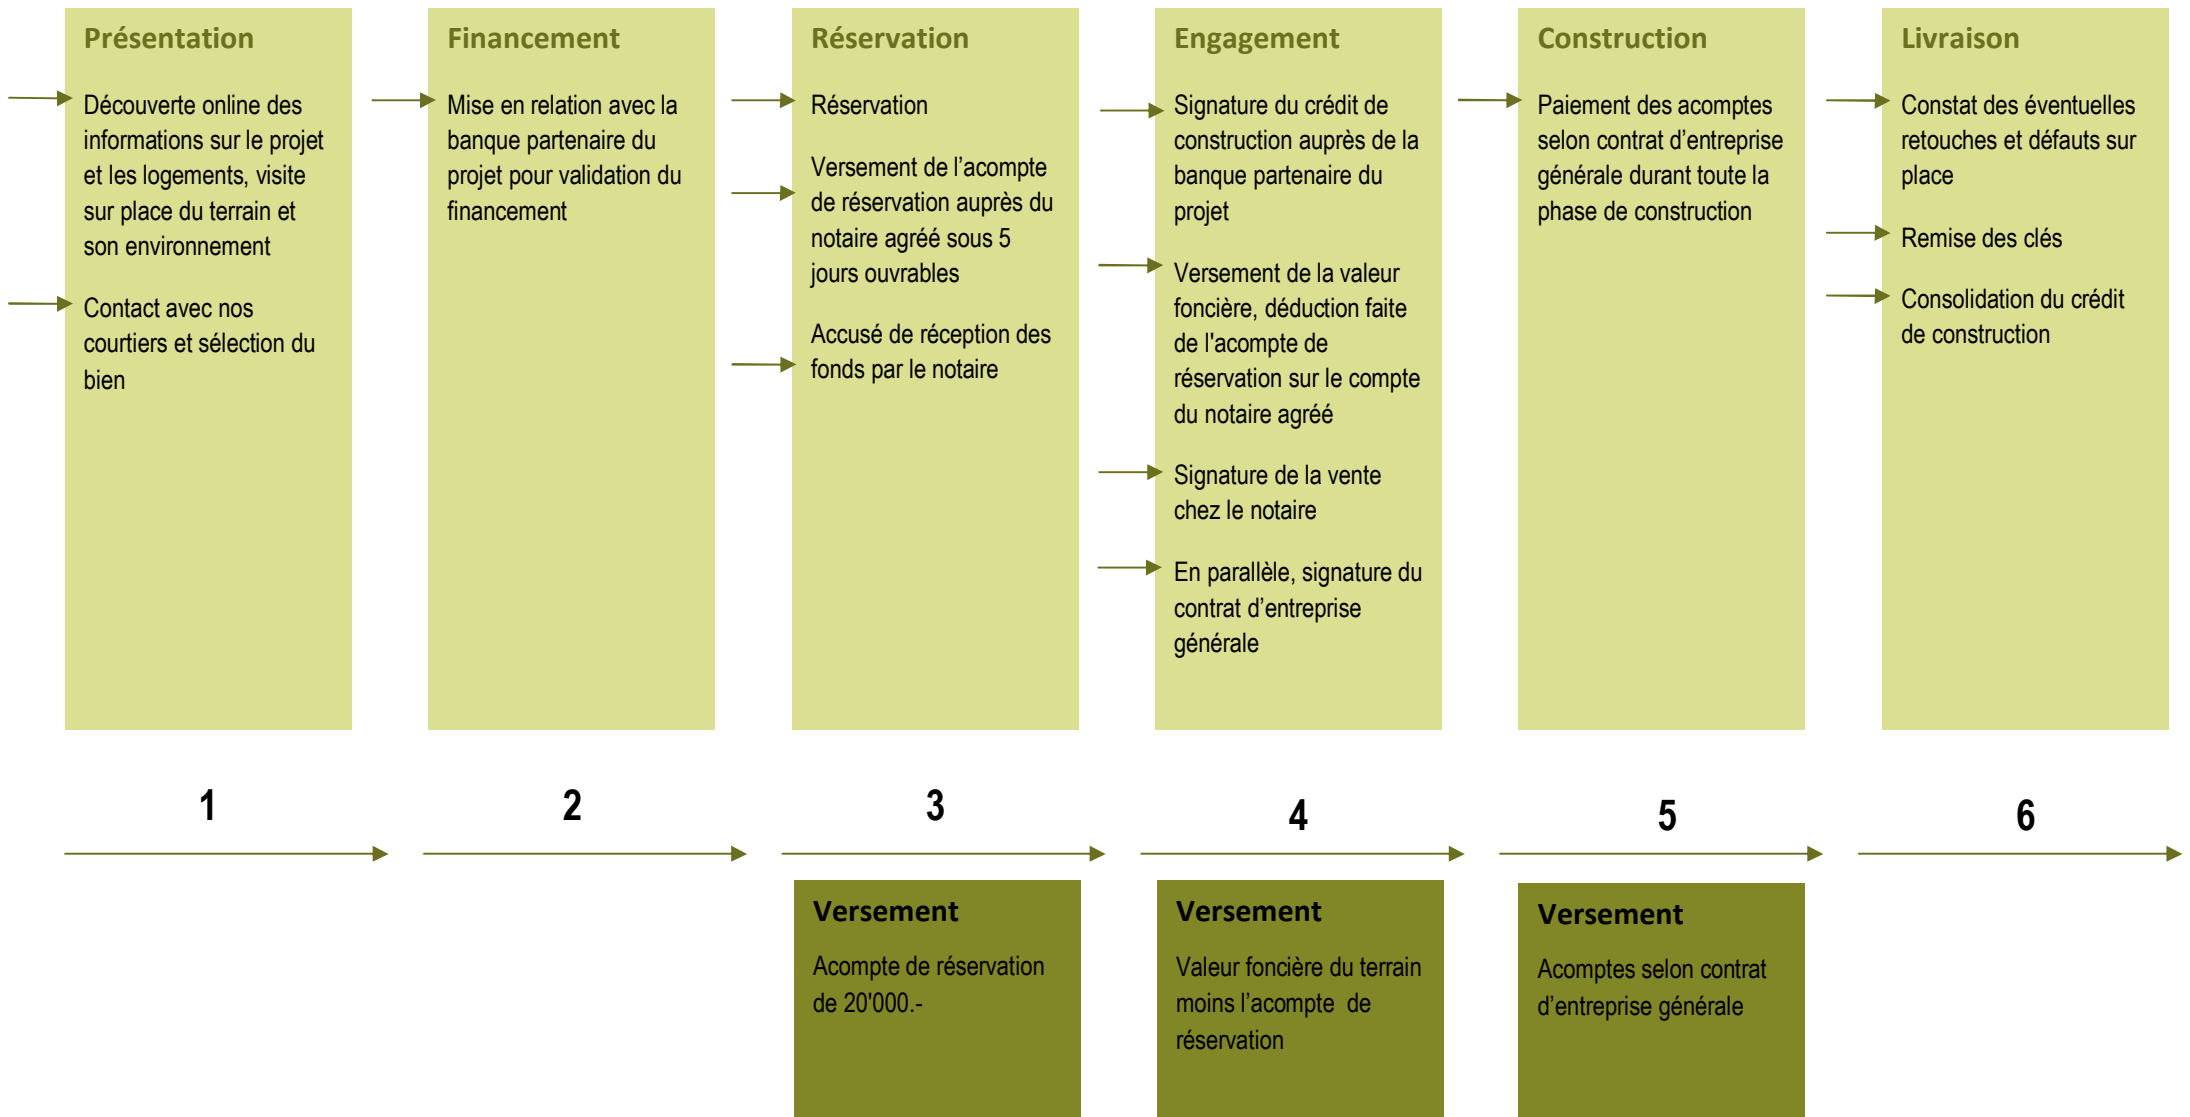 Présentation
Découverte online des
informations sur le projet
et les logements, visite
sur place du terrain et
son environnement
Contact avec nos
courtiers et sélection du
bien
Financement
Mise en relation avec la
banque partenaire du
projet pour validation du
financement
Réservation
Réservation
Versement de l’acompte
de réservation auprès du
notaire agréé sous 5
jours ouvrables
Accusé de réception des
fonds par le notaire
Engagement
Signature du crédit de
construction auprès de la
banque partenaire du
projet
Versement de la valeur
foncière, déduction faite
de l'acompte de
réservation sur le compte
du notaire agréé
Signature de la vente
chez le notaire
En parallèle, signature du
contrat d’entreprise
générale
Construction
Paiement des acomptes
selon contrat d’entreprise
générale durant toute la
phase de construction
Livraison
Constat des éventuelles
retouches et défauts sur
place
Remise des clés
Consolidation du crédit
de construction
1
2
3
4
5
6
Versement
Acompte de réservation
de 20'000.-
Versement
Valeur foncière du terrain
moins l’acompte de
réservation
Versement
Acomptes selon contrat
d’entreprise générale